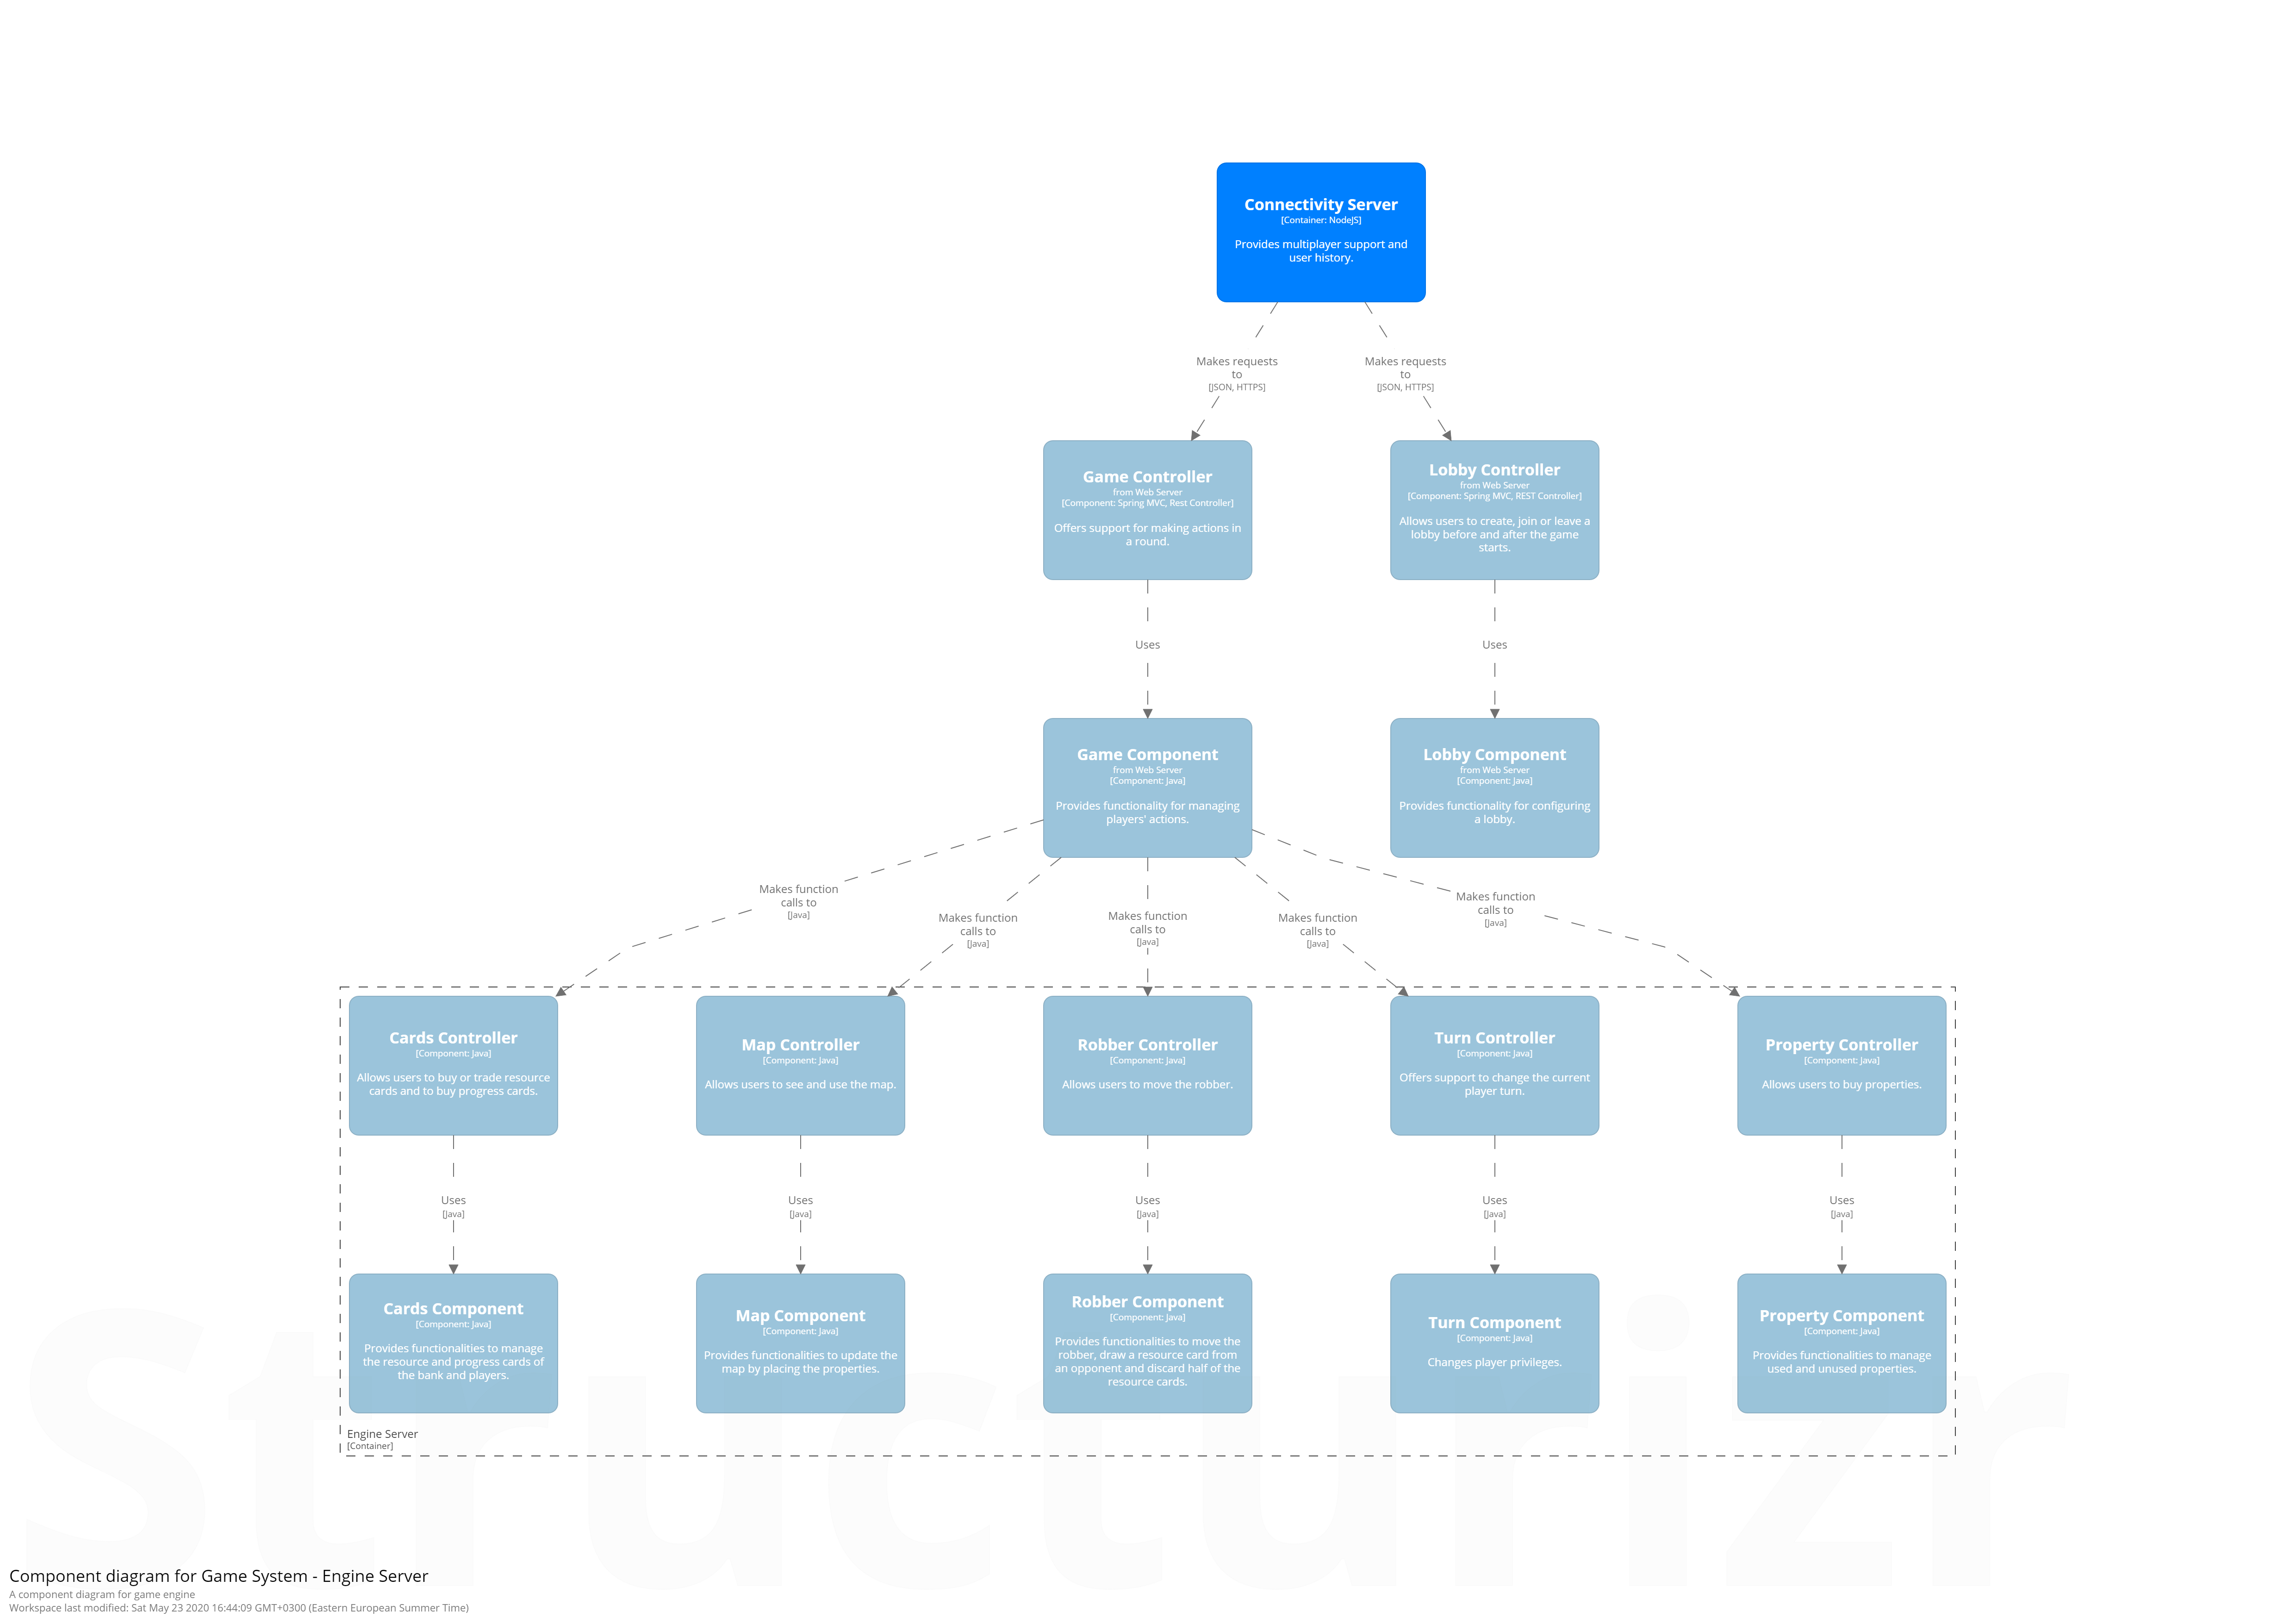 Connectivity Server
[Container: NodeJS]
Provides multiplayer support and
user history.
Makes requests
to
[JSON, HTTPS]
Makes requests
to
[JSON, HTTPS]
Game Controller
from Web Server
[Component: Spring MVC, Rest Controller]
Offers support for making actions in
a round.
Lobby Controller
from Web Server
[Component: Spring MVC, REST Controller]
Allows users to create, join or leave a
lobby before and after the game
starts.
Uses
Uses
Game Component
from Web Server
[Component: Java]
Provides functionality for managing
players' actions.
Lobby Component
from Web Server
[Component: Java]
Provides functionality for configuring
a lobby.
Makes function
calls to
[Java]
Makes function
calls to
[Java]
Makes function
calls to
[Java]
Makes function
calls to
[Java]
Makes function
calls to
[Java]
Cards Controller
[Component: Java]
Allows users to buy or trade resource
cards and to buy progress cards.
Map Controller
[Component: Java]
Allows users to see and use the map.
Robber Controller
[Component: Java]
Allows users to move the robber.
Turn Controller
[Component: Java]
Offers support to change the current
player turn.
Property Controller
[Component: Java]
Allows users to buy properties.
Uses
[Java]
Uses
[Java]
Uses
[Java]
Uses
[Java]
Uses
[Java]
Cards Component
[Component: Java]
Provides functionalities to manage
the resource and progress cards of
the bank and players.
Map Component
[Component: Java]
Provides functionalities to update the
map by placing the properties.
Robber Component
[Component: Java]
Provides functionalities to move the
robber, draw a resource card from
an opponent and discard half of the
resource cards.
Turn Component
[Component: Java]
Changes player privileges.
Property Component
[Component: Java]
Provides functionalities to manage
used and unused properties.
Engine Server
[Container]
Structurizr
Component diagram for Game System - Engine Server
A component diagram for game engine
Workspace last modified: Sat May 23 2020 16:44:09 GMT+0300 (Eastern European Summer Time)